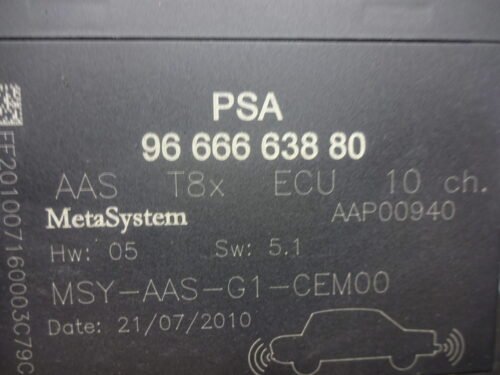 PSA
96 666 638 80
AAS T8x ECU 10 ch.
MetaSystem AAP00940
Hw: 05 Sw: 5.1
MSY-AAS-G1-CEM00
Date: 21/07/2010
FF201007160003C79C